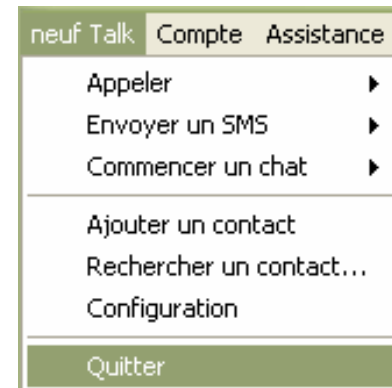 neuf Talk Compte Assistance
Appeler
Envoyer un SMS
Commencer un chat
Ajouter un contact
Rechercher un contact...
Configuration
Quitter